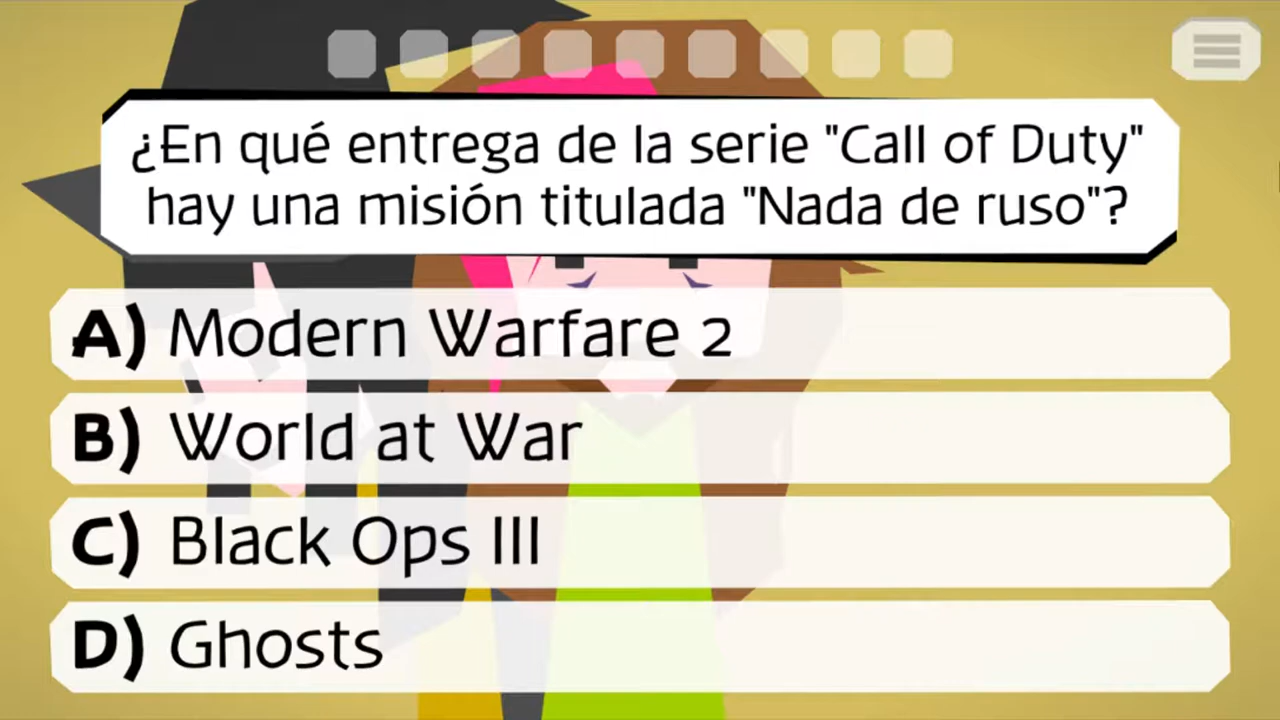 ¿En qué entrega de la serie "Call of Duty"
hay una misión titulada "Nada de ruso"?
A) Modern Warfare 2
B) World at War
C) Black Ops III
D) Ghosts